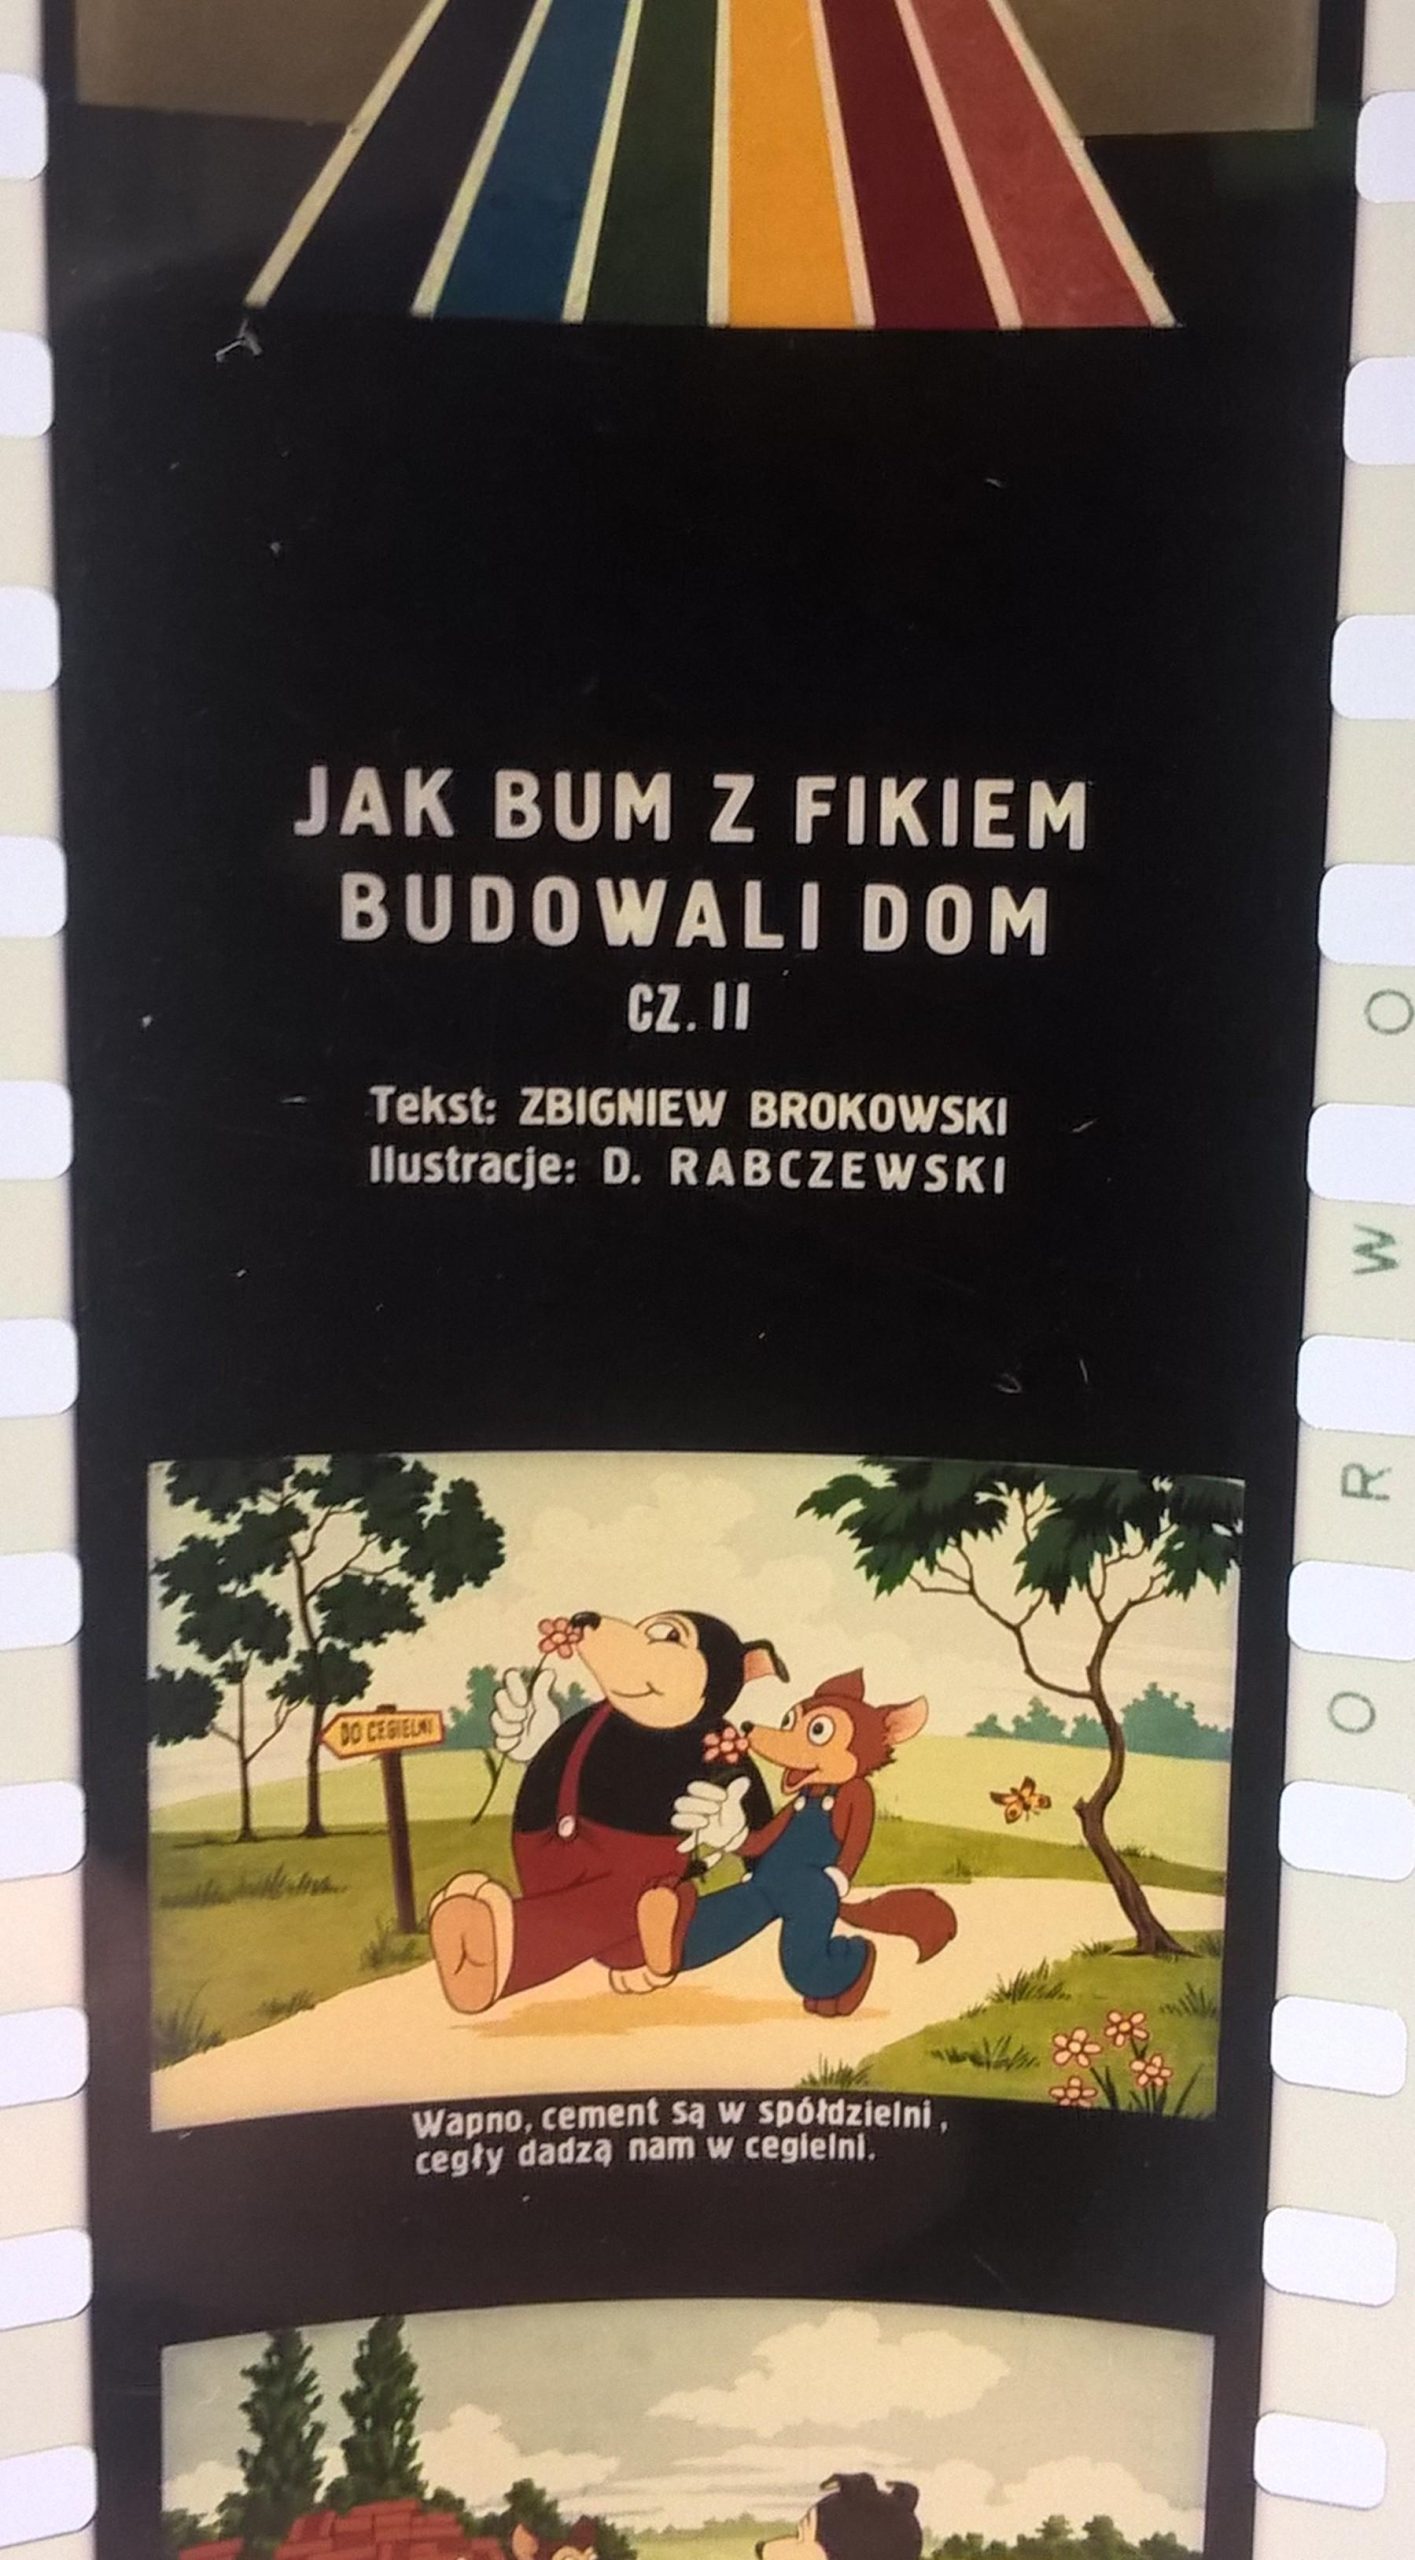 JAK BUM Z FIKIEM
BUDOWALI DOM
CZ. II
Tekst: ZBIGNIEW BROKOWSKI
Ilustracje: D. RABCZEWSKI
DO CEGIELNI
Wapno, cement są w spółdzielni,
cegły dadzą nam w cegielni.
ORWO